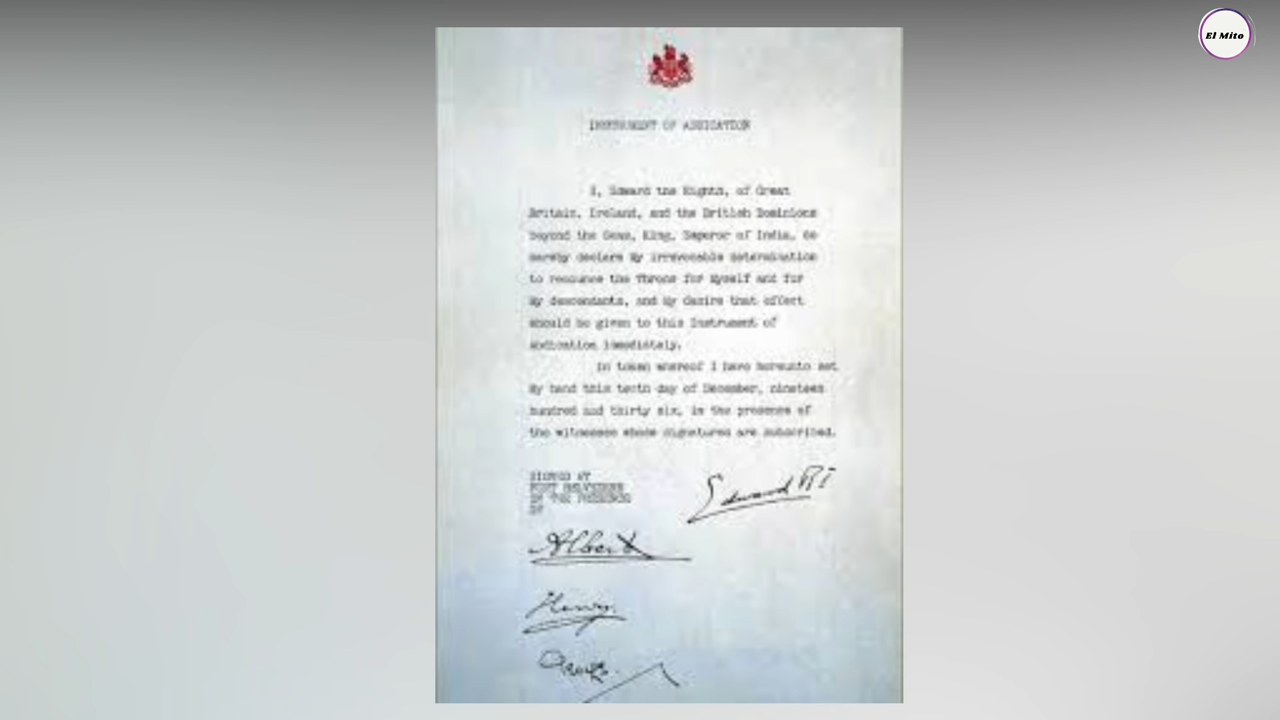 El Mito
INSTRUMENT OF ABDICATION
I, Edward the Eighth, of Great
Britain, Ireland, and the British Dominions
beyond the Seas, King, Emperor of India, do
hereby declare My irrevocable determination
to renounce the Throne for Myself and for
My descendants, and My desire that effect
should be given to this Instrument of
Abdication immediately.
In token whereof I have hereunto set
My hand this tenth day of December, nineteen
hundred and thirty six, in the presence of
the witnesses whose signatures are subscribed.
SIGNED AT
FORT BELVEDERE
IN THE PRESENCE
OF
Edward RI
Albert
Henry.
George.